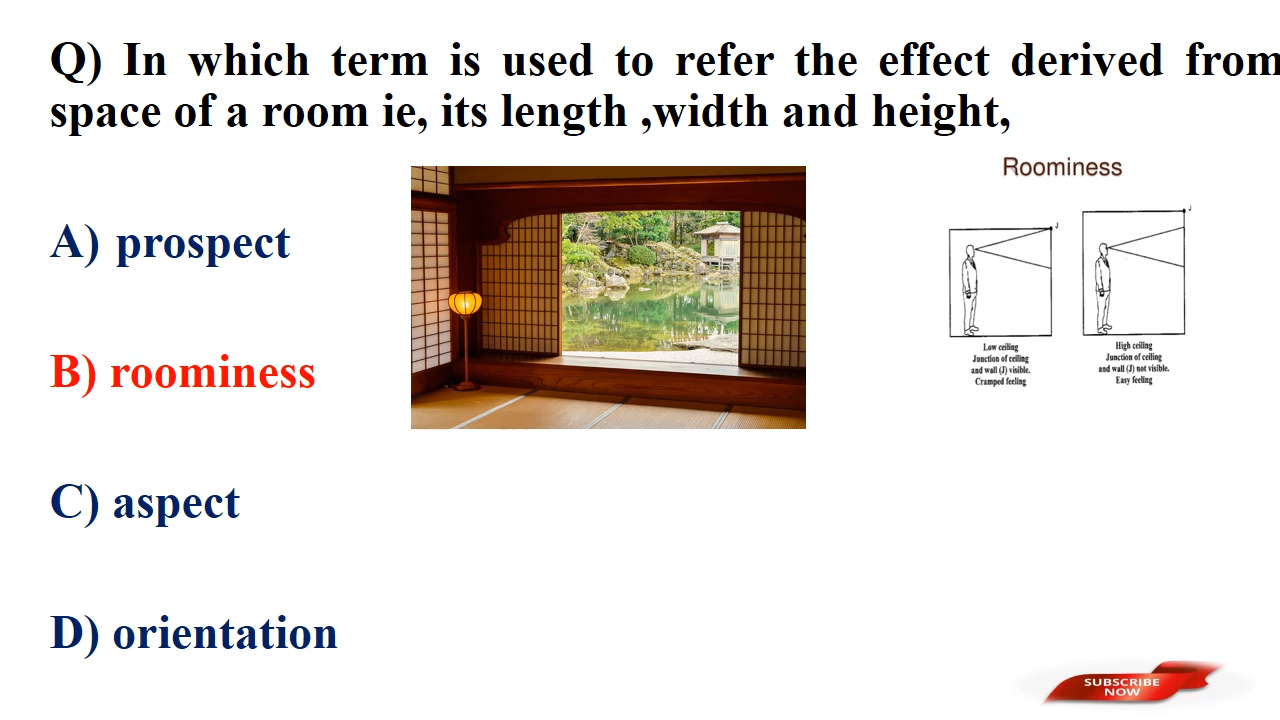 Q) In which term is used to refer the effect derived from
space of a room ie, its length ,width and height,
Roominess
A) prospect
J
J
B) roominess
Low ceiling
Junction of ceiling
and wall (J) visible.
Cramped feeling
High ceiling
Junction of ceiling
and wall (J) not visible.
Easy feeling
C) aspect
D) orientation
SUBSCRIBE
NOW